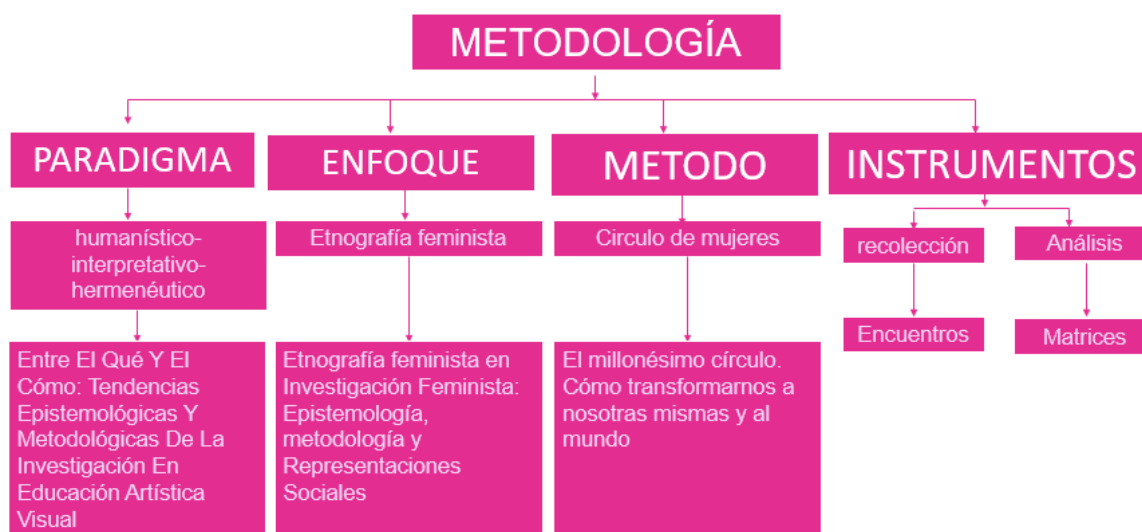 METODOLOGÍA
PARADIGMA
ENFOQUE
METODO
INSTRUMENTOS
humanístico-
interpretativo-
hermenéutico
Etnografía feminista
Circulo de mujeres
recolección
Análisis
Encuentros
Matrices
Entre El Qué Y El
Cómo: Tendencias
Epistemológicas Y
Metodológicas De La
Investigación En
Educación Artística
Visual
Etnografía feminista en
Investigación Feminista:
Epistemología,
metodología y
Representaciones
Sociales
El millonésimo círculo.
Cómo transformarnos a
nosotras mismas y al
mundo